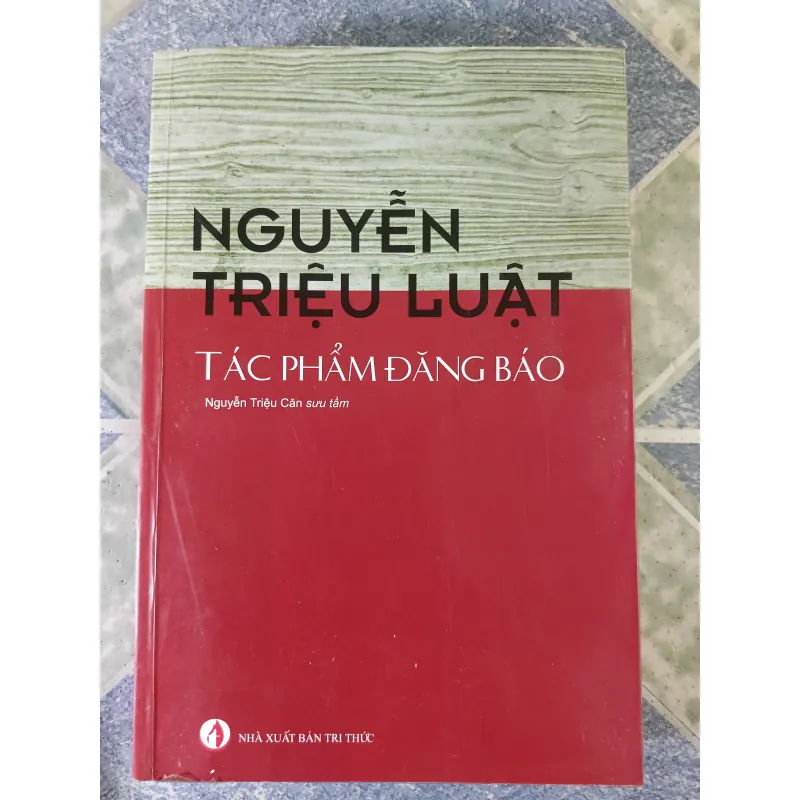 NGUYỄN
TRIỆU LUẬT
TÁC PHẨM ĐĂNG BÁO
Nguyễn Triệu Căn sưu tầm
NHÀ XUẤT BẢN TRI THỨC